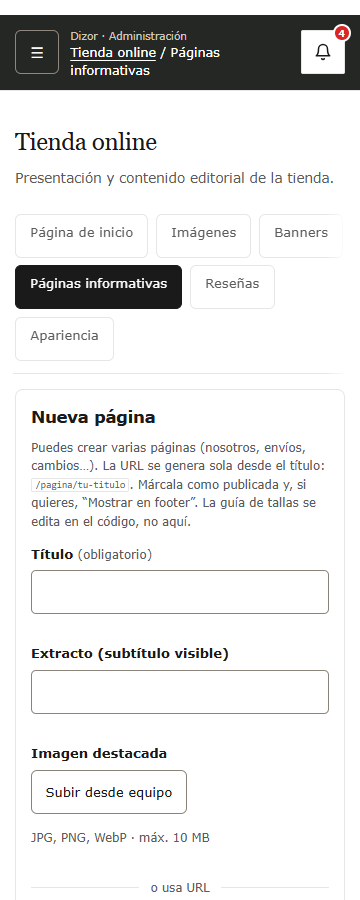 ☰
Dizor · Administración
Tienda online / Páginas
informativas
4
Tienda online
Presentación y contenido editorial de la tienda.
Página de inicio
Imágenes
Banners
Páginas informativas
Reseñas
Apariencia
Nueva página
Puedes crear varias páginas (nosotros, envíos,
cambios…). La URL se genera sola desde el título:
/pagina/tu-titulo. Márcala como publicada y, si
quieres, “Mostrar en footer”. La guía de tallas se
edita en el código, no aquí.
Título (obligatorio)
Extracto (subtítulo visible)
Imagen destacada
Subir desde equipo
JPG, PNG, WebP · máx. 10 MB
o usa URL